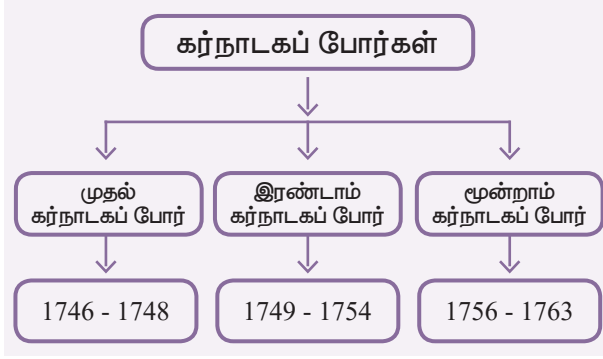 கர்நாடகப் போர்கள்
முதல்
கர்நாடகப் போர்
இரண்டாம்
கர்நாடகப் போர்
மூன்றாம்
கர்நாடகப் போர்
1746 - 1748
1749 - 1754
1756 - 1763